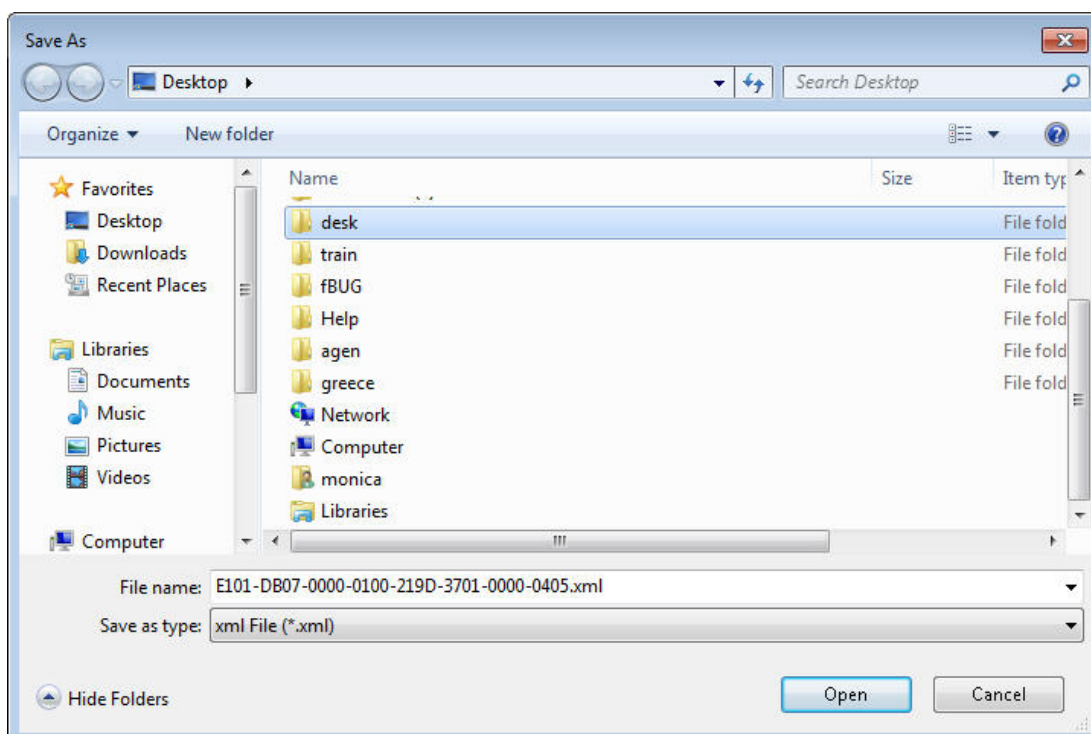 Save As
Desktop
Search Desktop
Organize
New folder
Favorites
Desktop
Downloads
Recent Places
Libraries
Documents
Music
Pictures
Videos
Computer
Name Size Item typ
desk File fold
train File fold
fBUG File fold
Help File fold
agen File fold
greece File fold
Network
Computer
monica
Libraries
File name: E101-DB07-0000-0100-219D-3701-0000-0405.xml
Save as type: xml File (*.xml)
Hide Folders
Open
Cancel